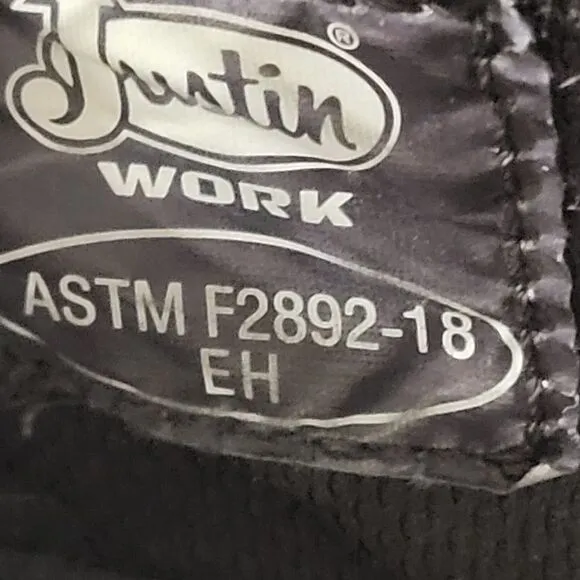 Justin®
WORK
ASTM F2892-18
EH